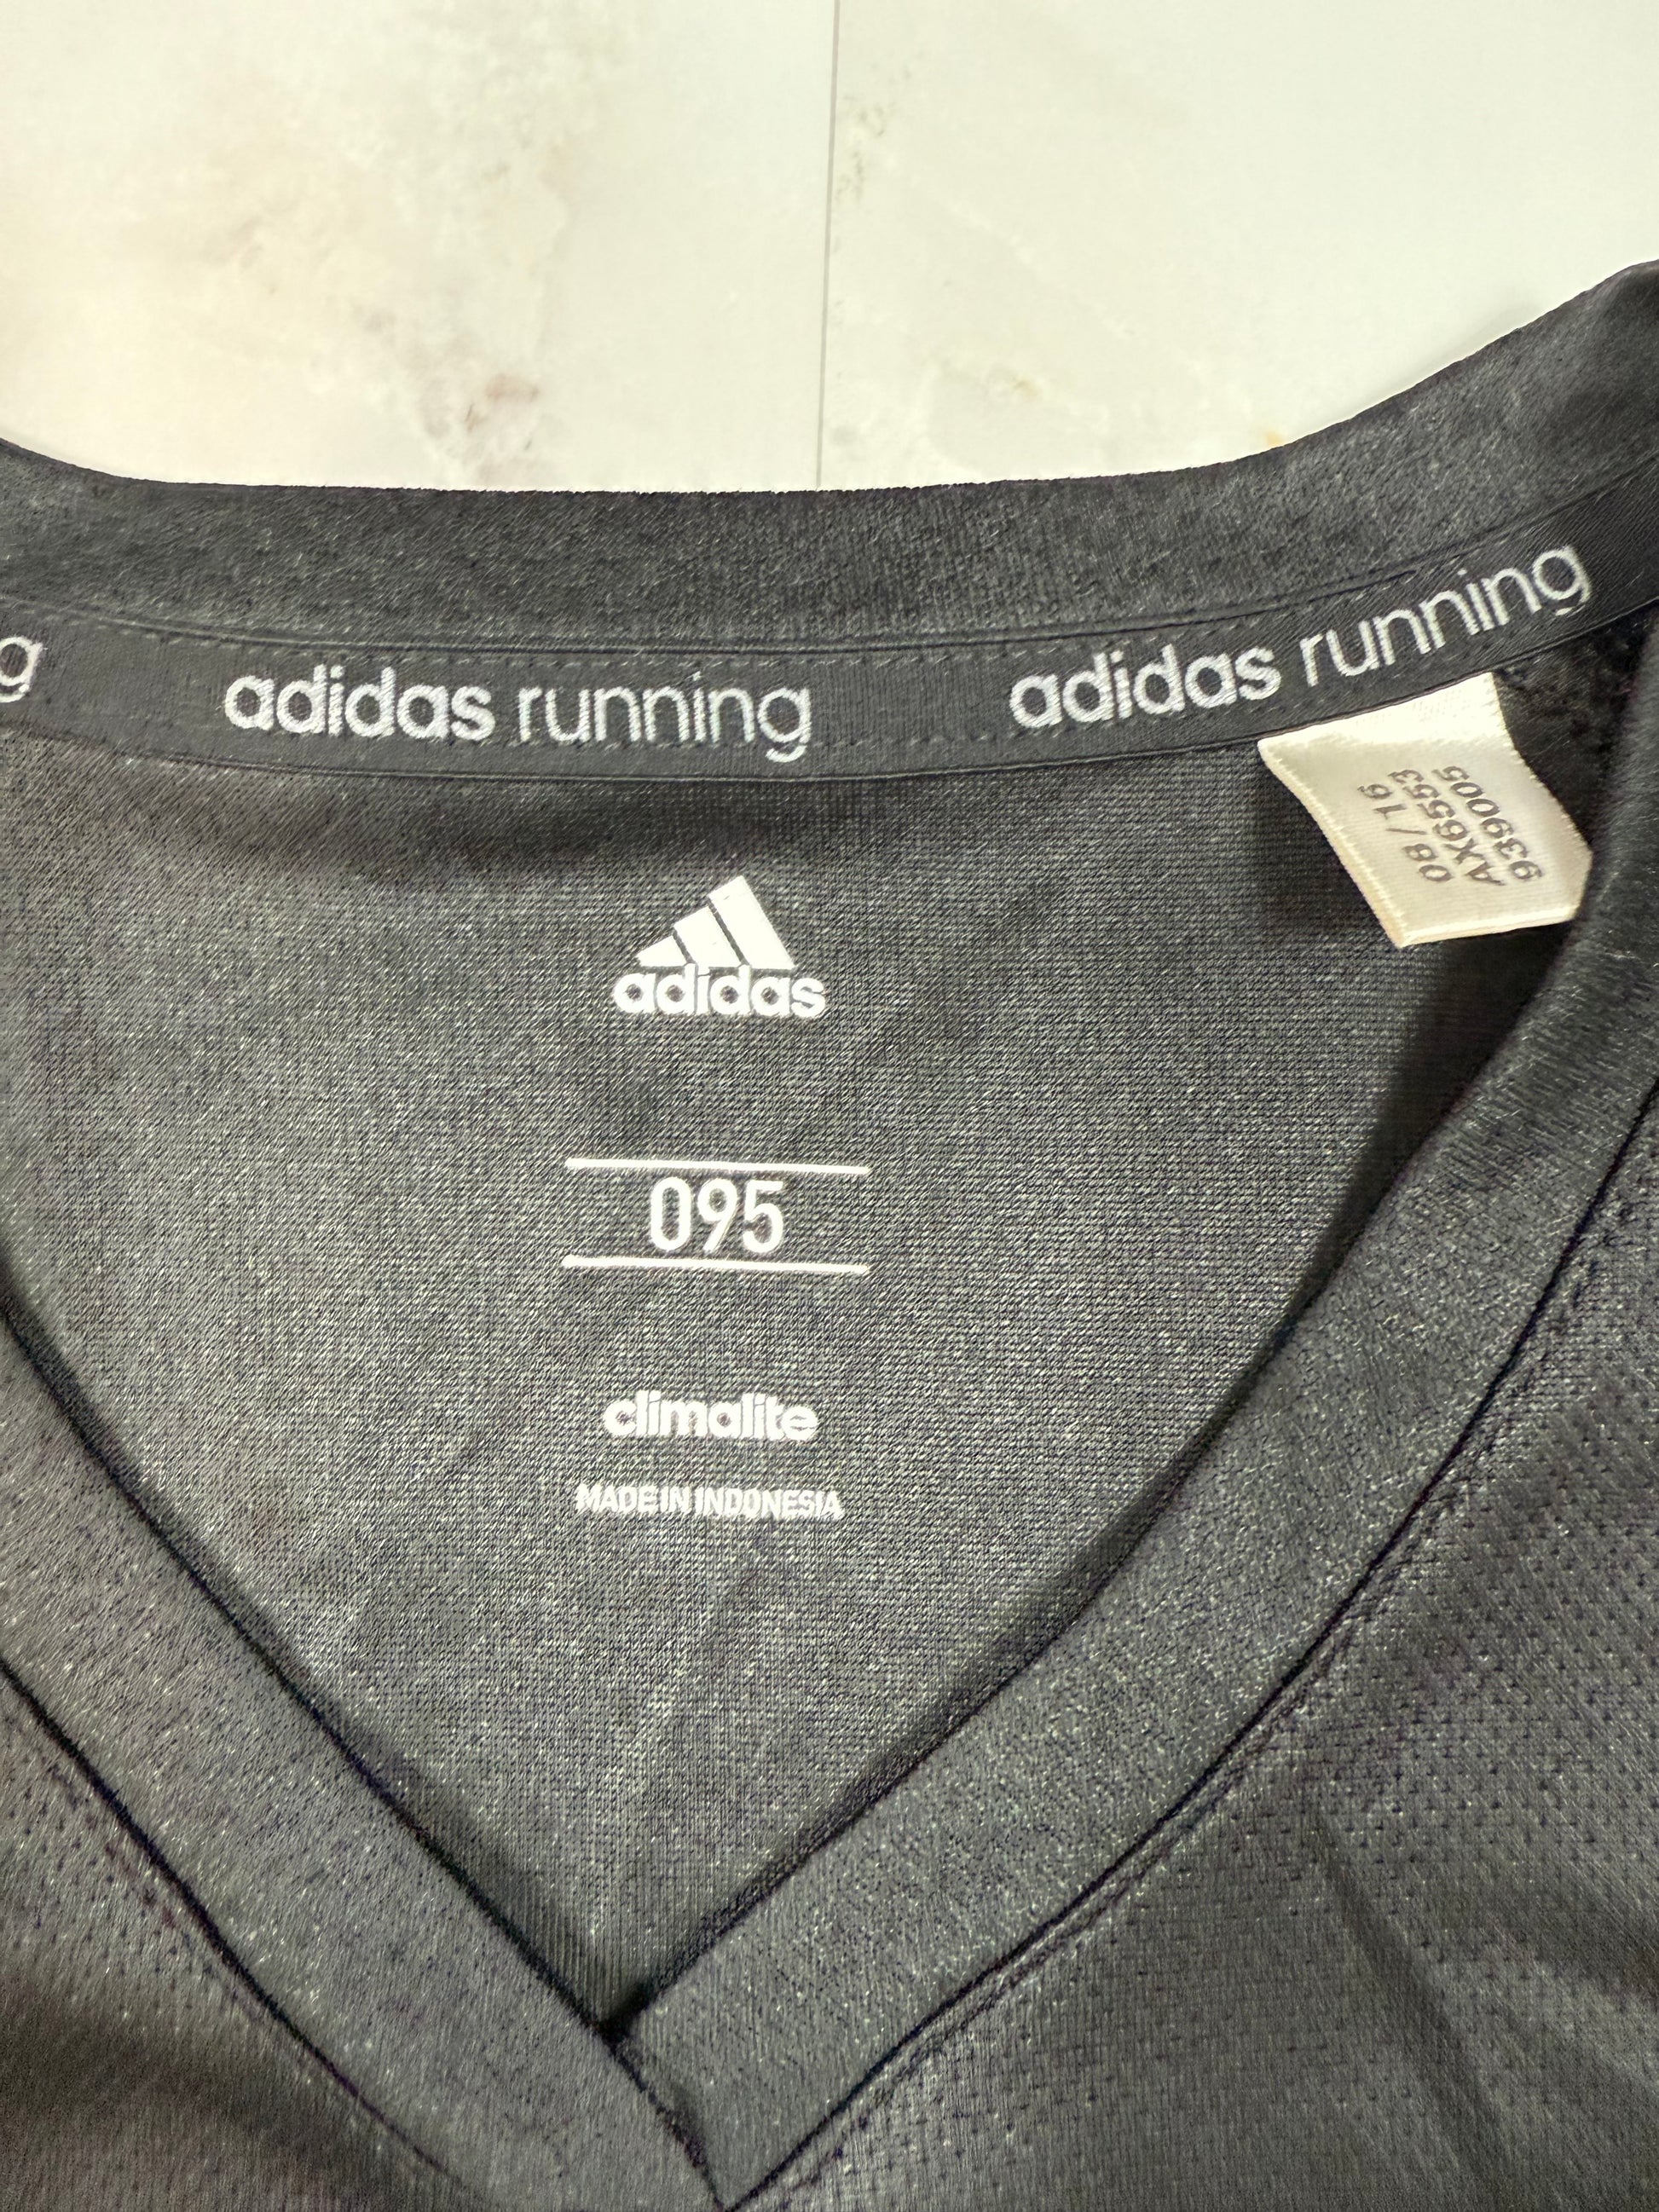 g
adidas running
adidas running
08/16
AX6553
939005
adidas
095
climalite
MADE IN INDONESIA